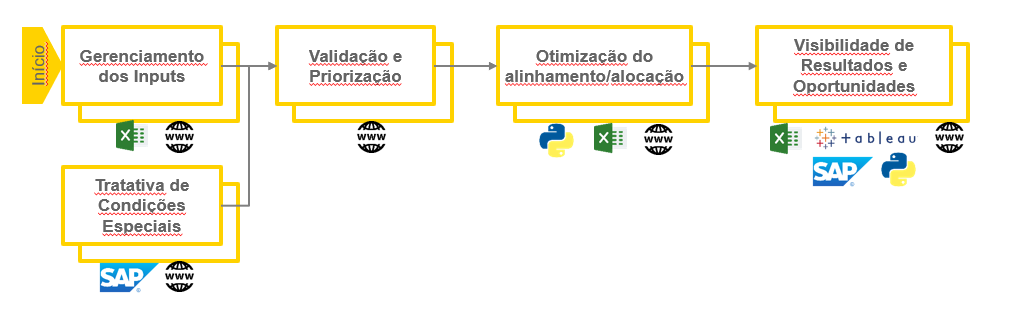 Início
Gerenciamento
dos Inputs
Validação e
Priorização
Otimização do
alinhamento/alocação
Visibilidade de
Resultados e
Oportunidades
X
WWW
WWW
X
WWW
X
+ a b l e a u
WWW
SAP
Tratativa de
Condições
Especiais
SAP
WWW